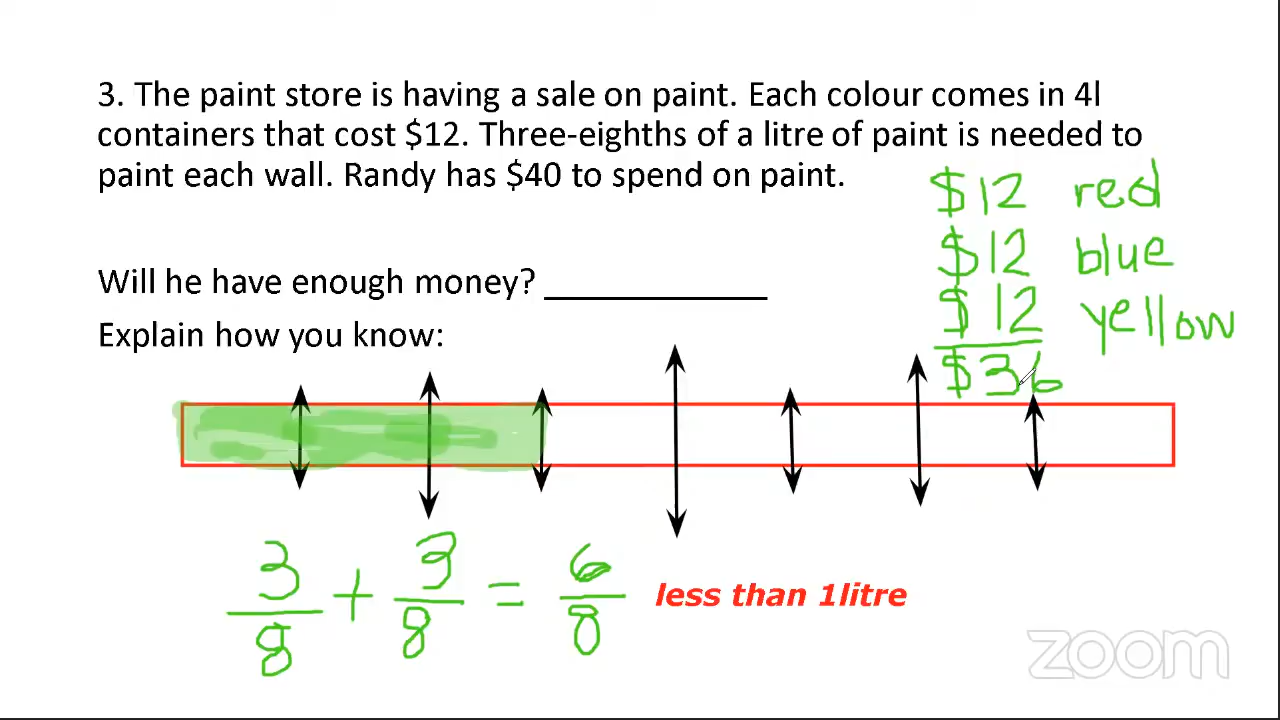 3. The paint store is having a sale on paint. Each colour comes in 4l
containers that cost $12. Three-eighths of a litre of paint is needed to
paint each wall. Randy has $40 to spend on paint.
$12 red
$12 blue
$12 yellow
$36
Will he have enough money? ____________
Explain how you know:
3/8 + 3/8 = 6/8 less than 1litre
zoom